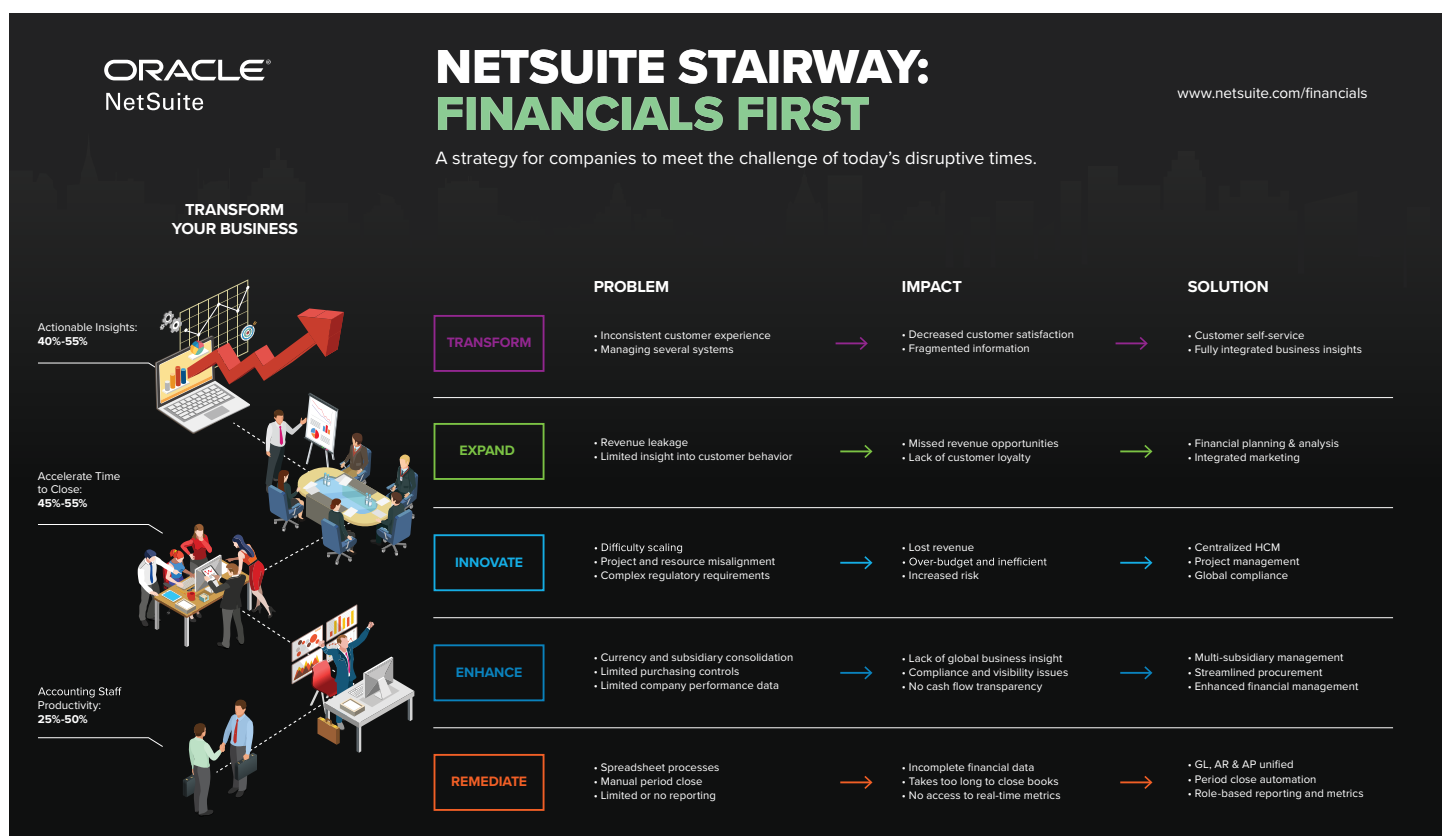 ORACLE®
NetSuite
NETSUITE STAIRWAY:
FINANCIALS FIRST
A strategy for companies to meet the challenge of today's disruptive times.
www.netsuite.com/financials
TRANSFORM
YOUR BUSINESS
Actionable Insights:
40%-55%
Accelerate Time
to Close:
45%-55%
Accounting Staff
Productivity:
25%-50%
PROBLEM
IMPACT
SOLUTION
TRANSFORM
• Inconsistent customer experience
• Managing several systems
• Decreased customer satisfaction
• Fragmented information
• Customer self-service
• Fully integrated business insights
EXPAND
• Revenue leakage
• Limited insight into customer behavior
• Missed revenue opportunities
• Lack of customer loyalty
• Financial planning & analysis
• Integrated marketing
INNOVATE
• Difficulty scaling
• Project and resource misalignment
• Complex regulatory requirements
• Lost revenue
• Over-budget and inefficient
• Increased risk
• Centralized HCM
• Project management
• Global compliance
ENHANCE
• Currency and subsidiary consolidation
• Limited purchasing controls
• Limited company performance data
• Lack of global business insight
• Compliance and visibility issues
• No cash flow transparency
• Multi-subsidiary management
• Streamlined procurement
• Enhanced financial management
REMEDIATE
• Spreadsheet processes
• Manual period close
• Limited or no reporting
• Incomplete financial data
• Takes too long to close books
• No access to real-time metrics
• GL, AR & AP unified
• Period close automation
• Role-based reporting and metrics